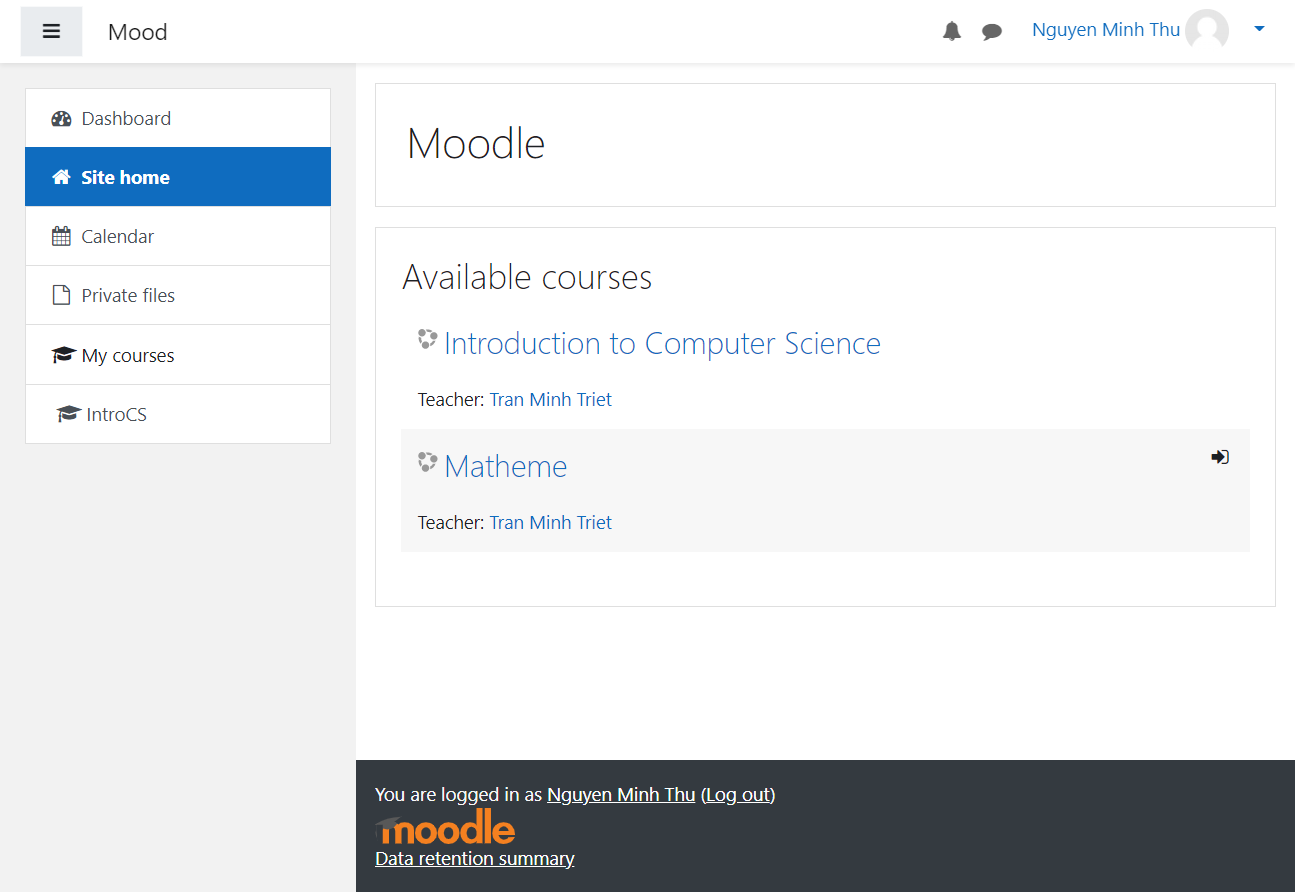 Mood
Nguyen Minh Thu
Dashboard
Site home
Calendar
Private files
My courses
IntroCS
Moodle
Available courses
Introduction to Computer Science
Teacher: Tran Minh Triet
Matheme
Teacher: Tran Minh Triet
You are logged in as Nguyen Minh Thu (Log out)
moodle
Data retention summary